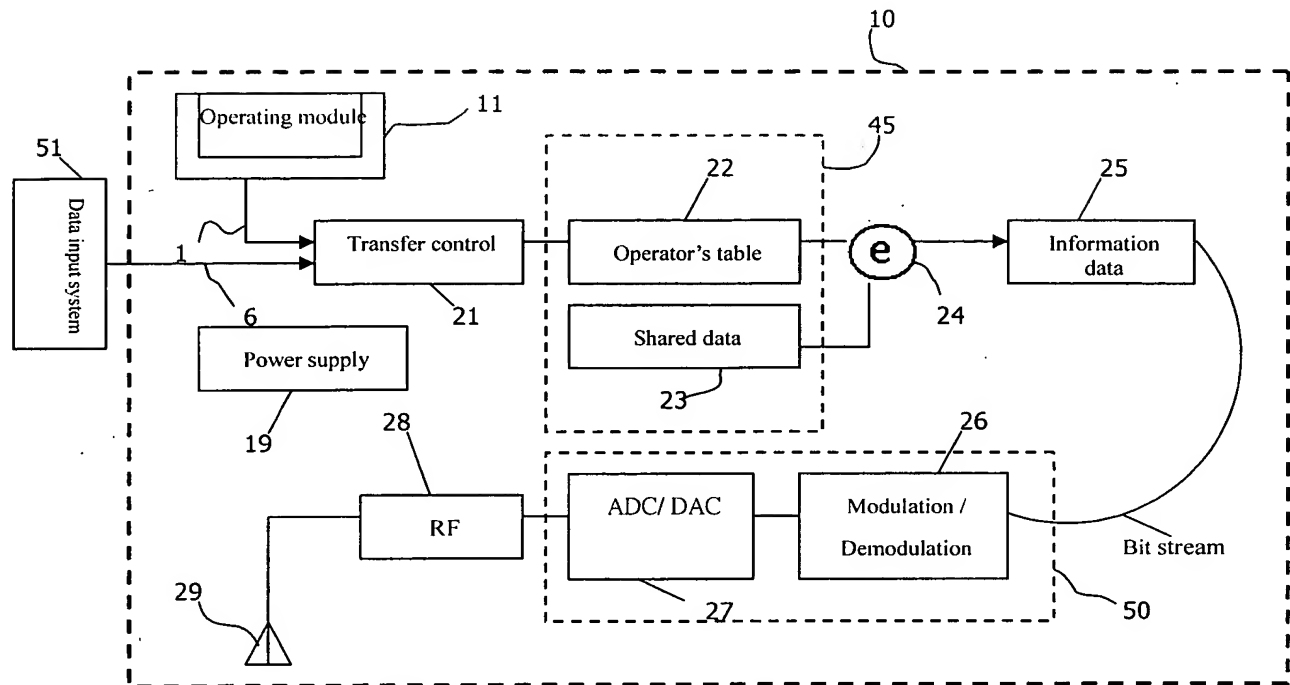 10
Operating module
11
45
51
22
25
Data input system
Transfer control
Operator's table
e
Information
data
1
6
21
24
Power supply
Shared data
23
19
28
26
RF
ADC/ DAC
Modulation /
Demodulation
Bit stream
29
27
50